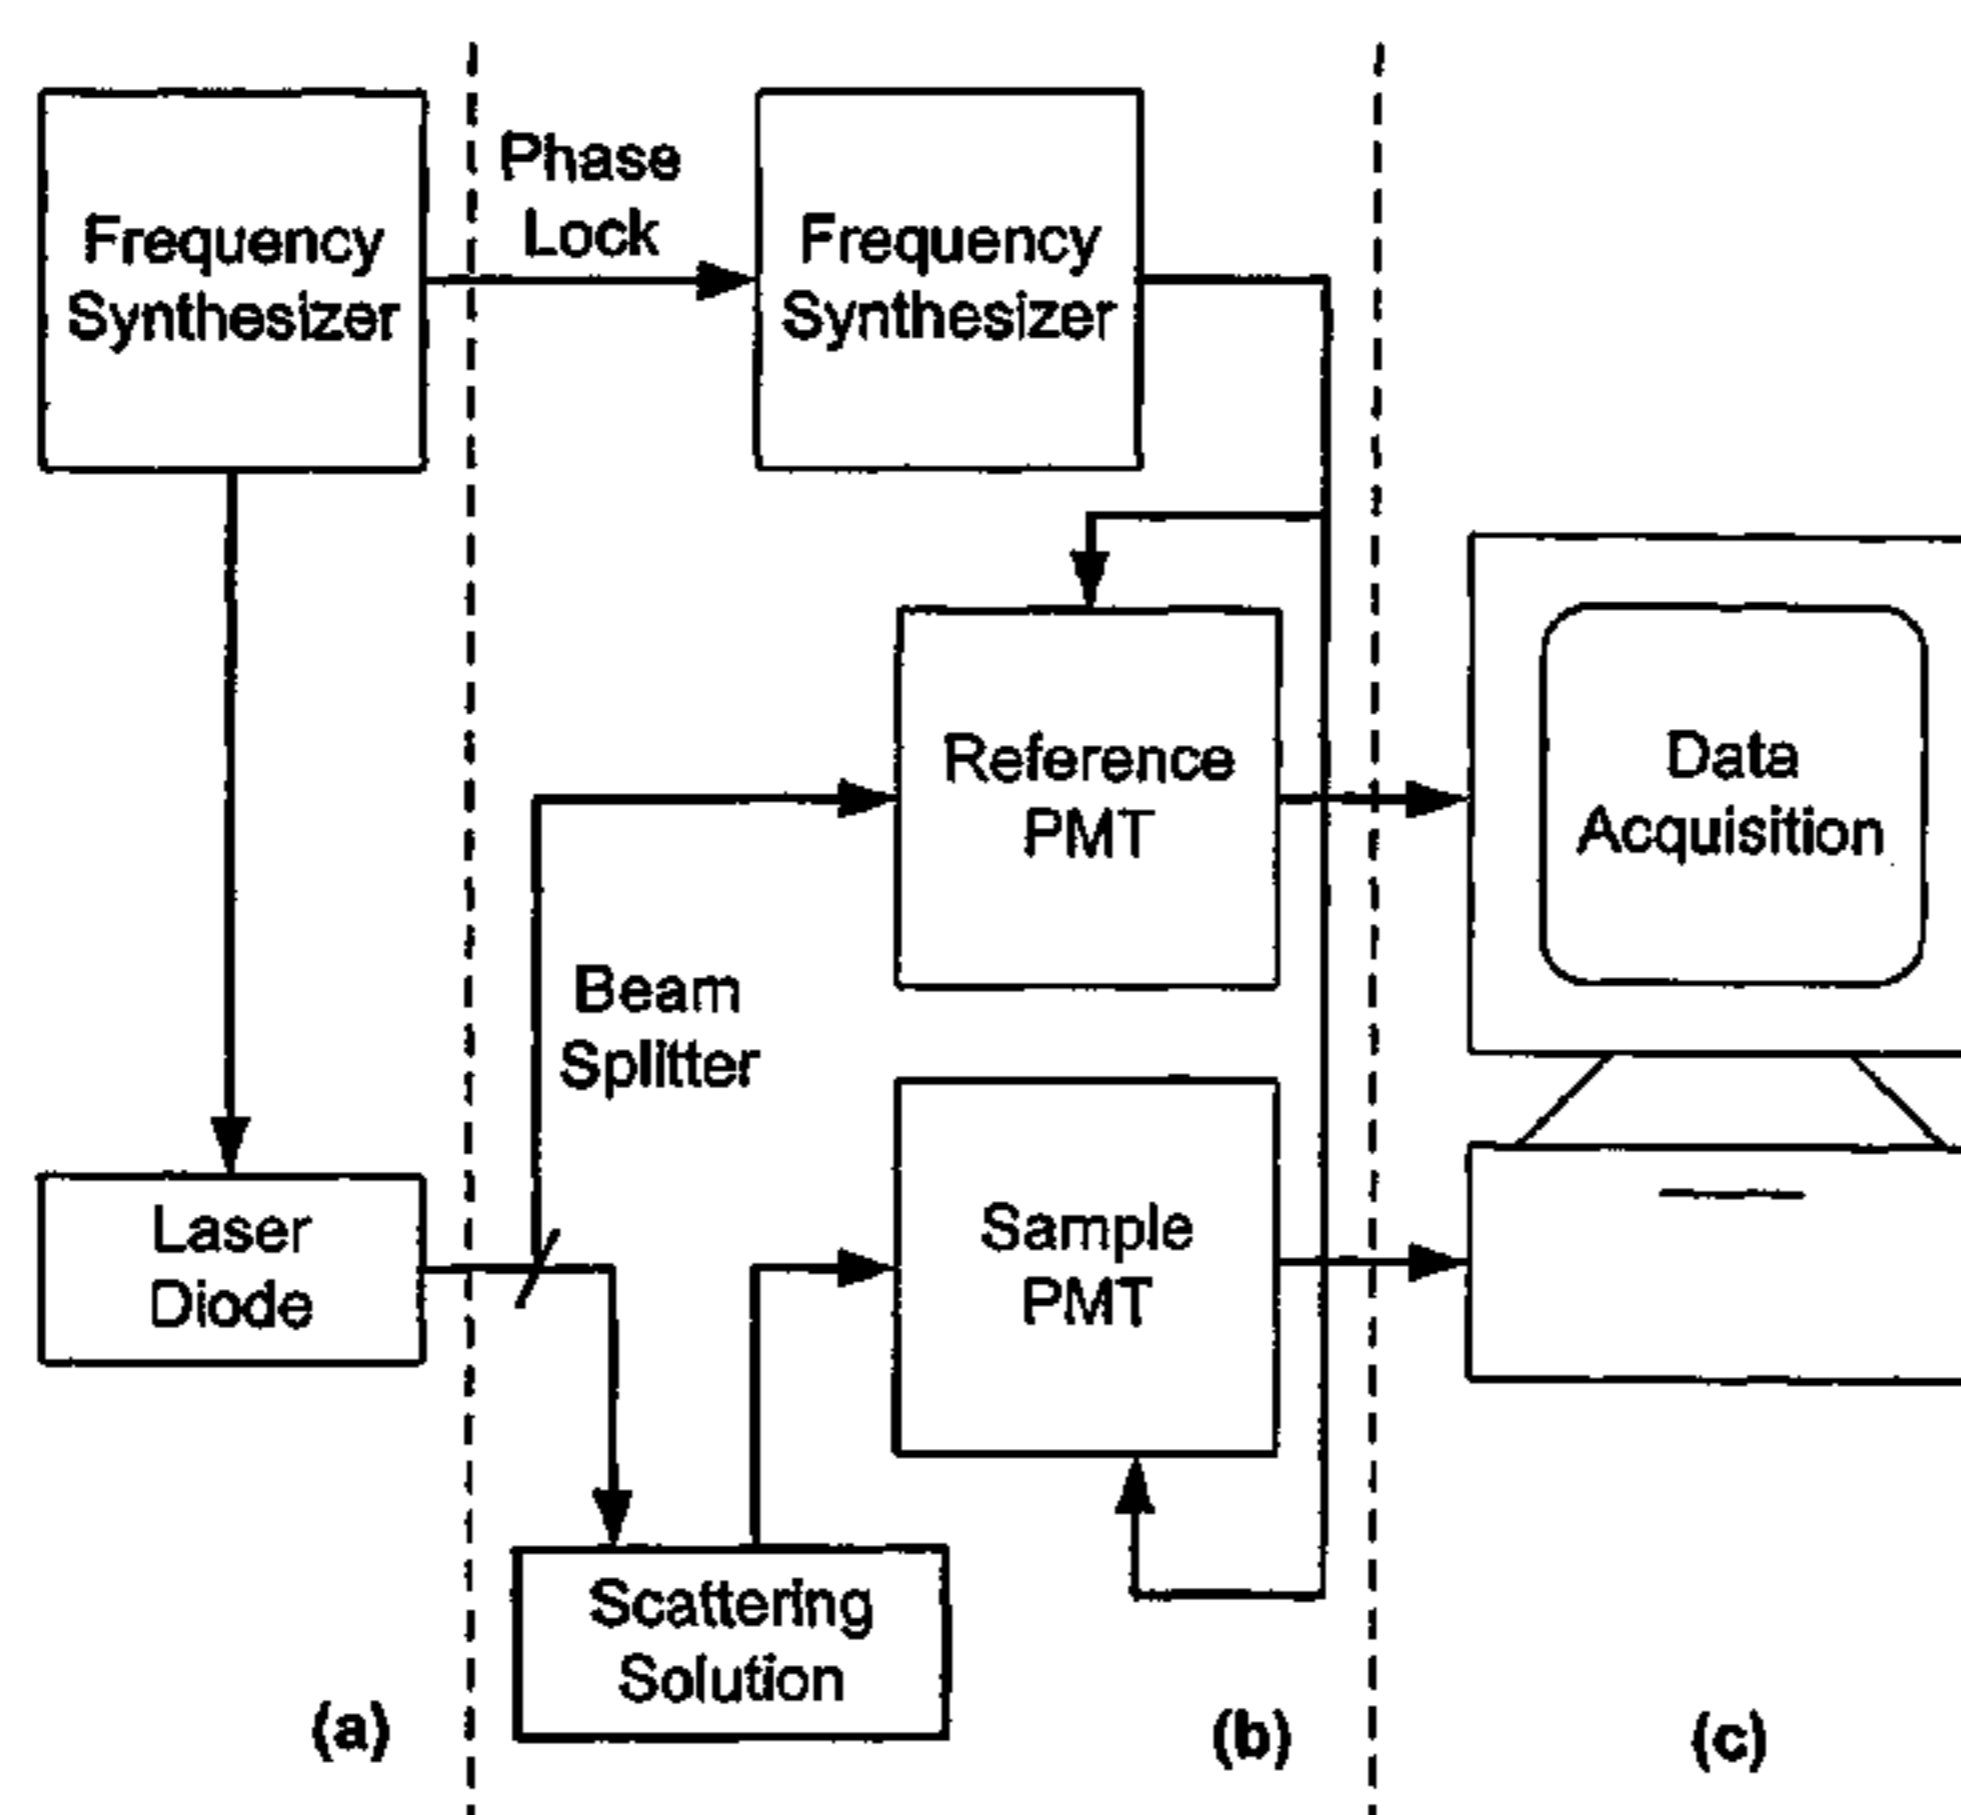 Phase
Lock
Frequency
Synthesizer
Frequency
Synthesizer
Reference
PMT
Data
Acquisition
Beam
Splitter
Laser
Diode
Sample
PMT
Scattering
Solution
(a)
(b)
(c)